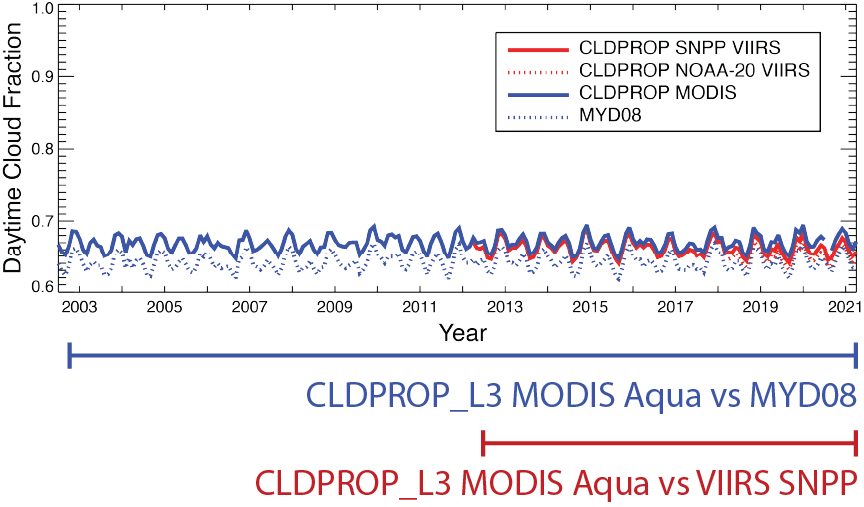 1.0
0.9
0.8
0.7
0.6
Daytime Cloud Fraction
CLDPROP SNPP VIIRS
CLDPROP NOAA-20 VIIRS
CLDPROP MODIS
MYD08
2003 2005 2007 2009 2011 2013 2015 2017 2019 2021
Year
CLDPROP_L3 MODIS Aqua vs MYD08
CLDPROP_L3 MODIS Aqua vs VIIRS SNPP